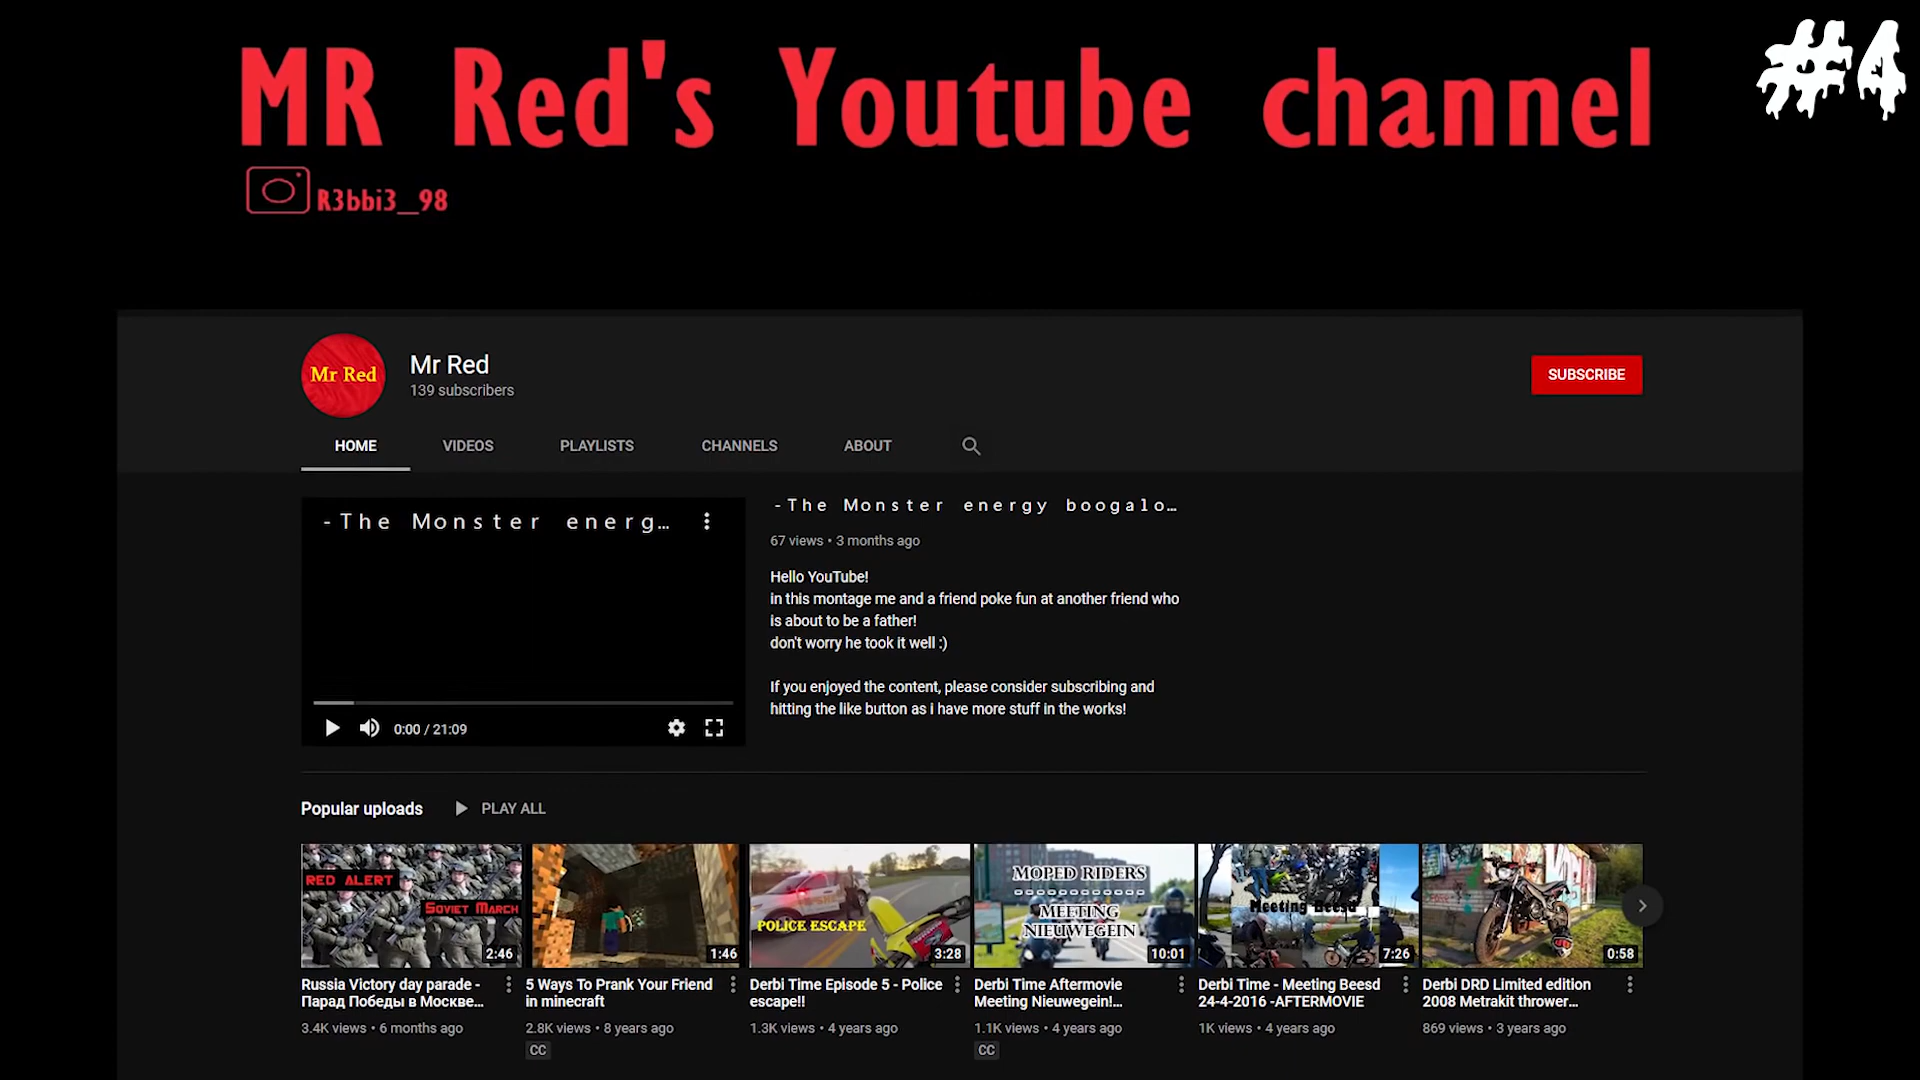 MR Red's Youtube channel
#4
R3bbi3_98
Mr Red
Mr Red
139 subscribers
SUBSCRIBE
HOME
VIDEOS
PLAYLISTS
CHANNELS
ABOUT
-The Monster energ...
0:00 / 21:09
-The Monster energy boogalo...
67 views • 3 months ago
Hello YouTube!
in this montage me and a friend poke fun at another friend who
is about to be a father!
don't worry he took it well :)
If you enjoyed the content, please consider subscribing and
hitting the like button as i have more stuff in the works!
Popular uploads
PLAY ALL
RED ALERT
SOVIET MARCH
2:46
Russia Victory day parade -
Парад Победы в Москве...
3.4K views • 6 months ago
1:46
5 Ways To Prank Your Friend
in minecraft
2.8K views • 8 years ago
CC
POLICE ESCAPE
3:28
Derbi Time Episode 5 - Police
escape!!
1.3K views • 4 years ago
MOPED RIDERS
MEETING
NIEUWEGEIN
10:01
Derbi Time Aftermovie
Meeting Nieuwegein!...
1.1K views • 4 years ago
CC
Meeting Beesd
7:26
Derbi Time - Meeting Beesd
24-4-2016 -AFTERMOVIE
1K views • 4 years ago
0:58
Derbi DRD Limited edition
2008 Metrakit thrower...
869 views • 3 years ago